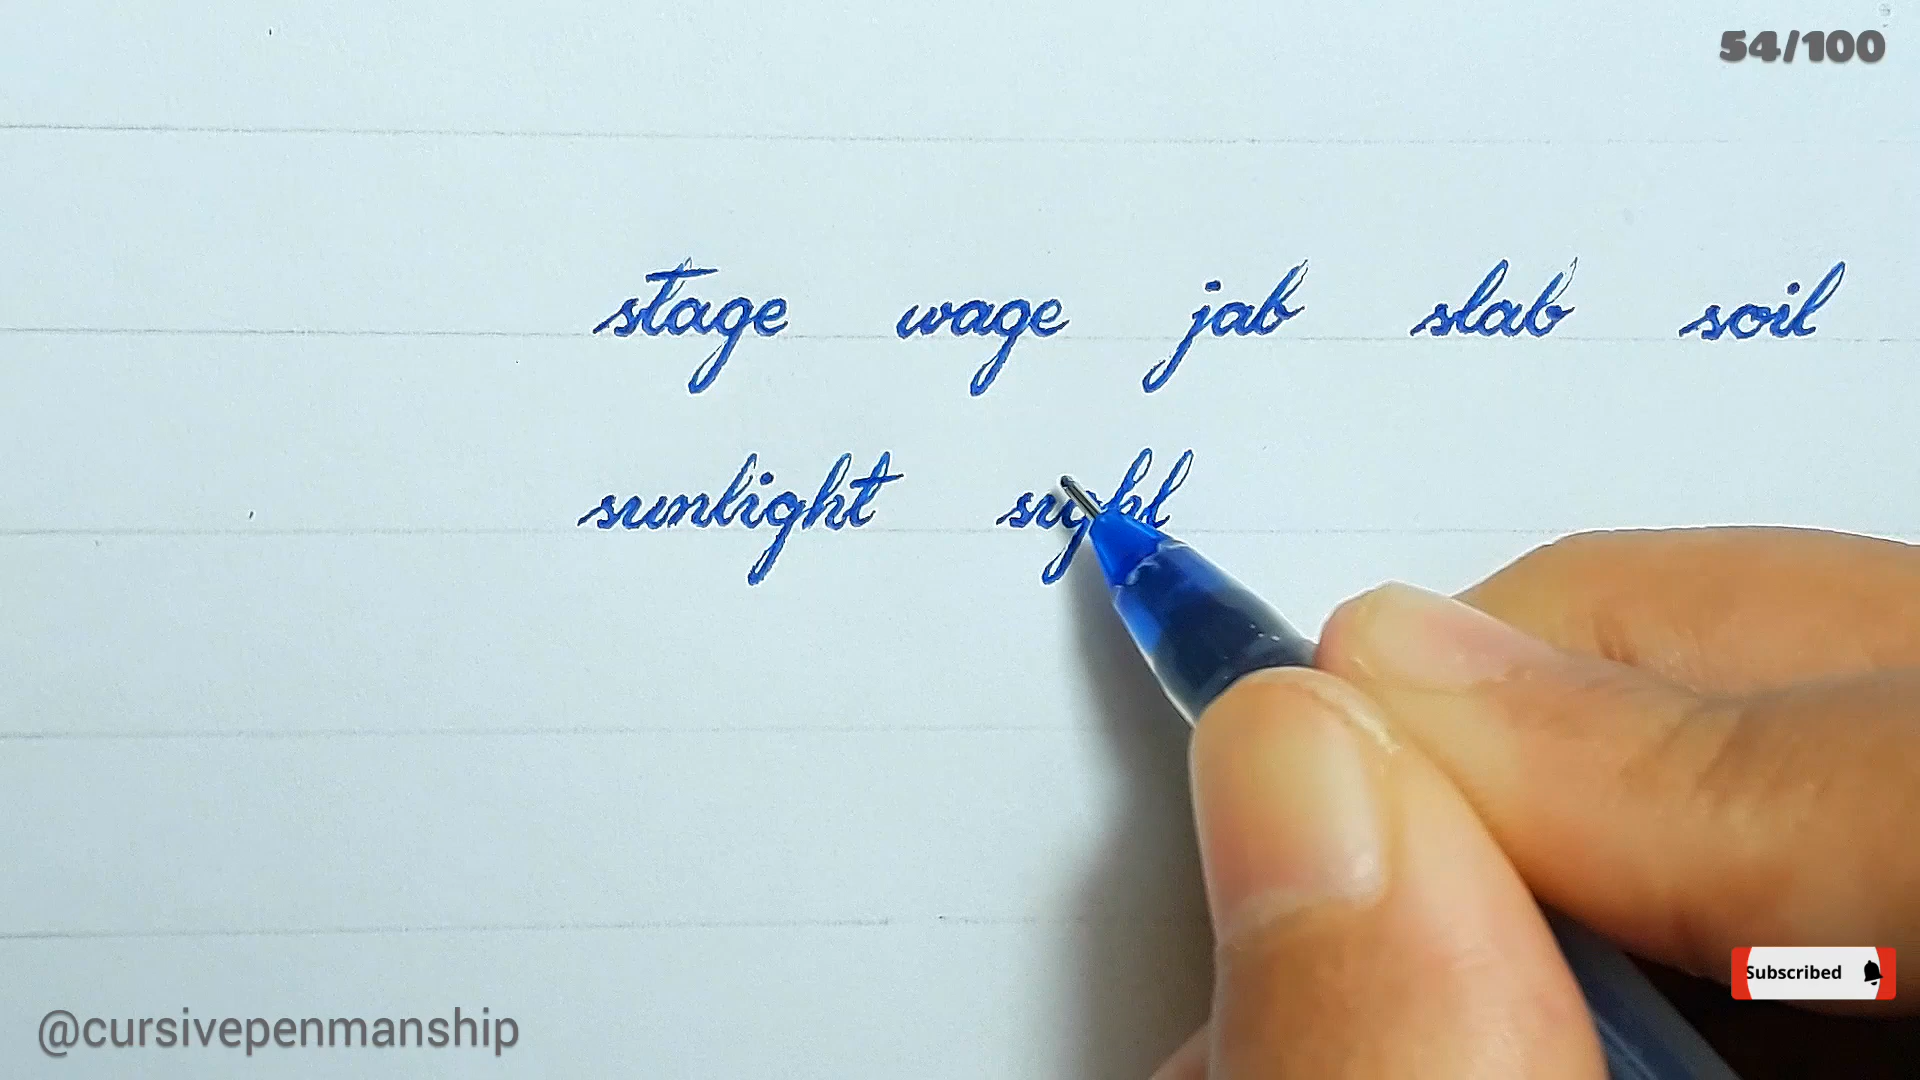 54/100
stage wage jab slab soil
sunlight
Subscribed
@cursivepenmanship